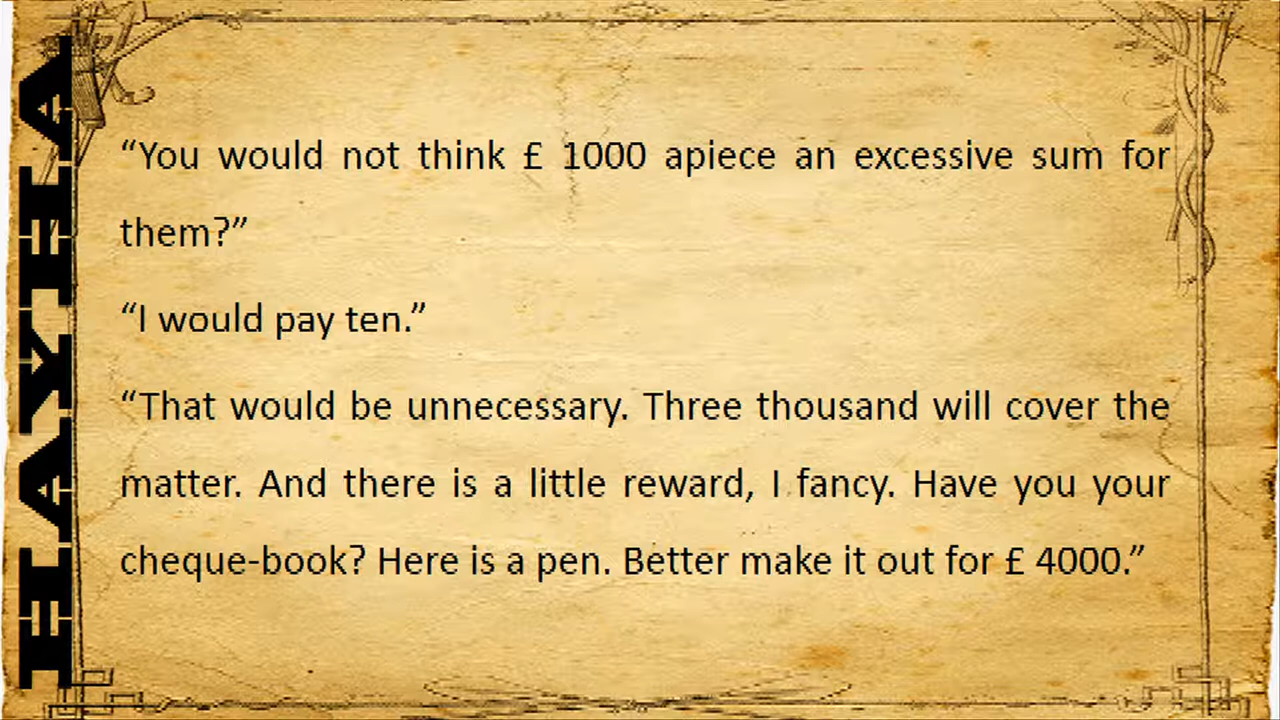 “You would not think £ 1000 apiece an excessive sum for
them?”
“I would pay ten.”
“That would be unnecessary. Three thousand will cover the
matter. And there is a little reward, I fancy. Have you your
cheque-book? Here is a pen. Better make it out for £ 4000.”